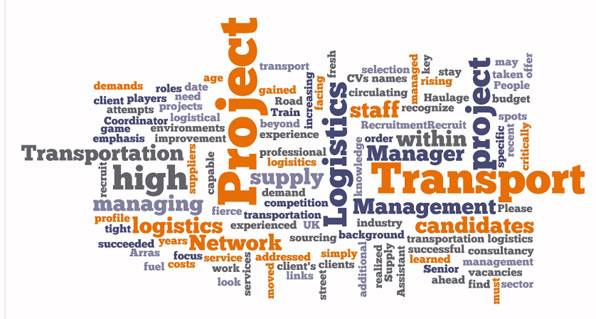 demands
roles
date
age
transport
client
players
need
gained
attempts
projects
Road
Coordinator
logistical
Train
game
environments
beyond
emphasis
improvement
experience
Project
increasing
facing
fresh
selection
managed
key
CVs
names
rising
stay
circulating
staff
recognize
Haulage
may
taken
offer
People
budget
project
spots
recent
specific
critically
RecruitmentRecruit
order
within
Transportation
suppliers
capable
professional
logisitics
Logistics
knowledge
Manager
recruit
high
supply
Transport
demand
managing
fierce
competition
Management
Please
profile
tight
logistics
transportation
experienced
UK
industry
candidates
succeeded
years
Network
sourcing
background
transportation
logistics
Arras
focus
service
addressed
simply
additional
realized
Supply
Assistant
successful
consultancy
learned
management
fuel
costs
work
services
moved
client's
clients
street
links
look
Senior
vacancies
ahead
find
must
sector